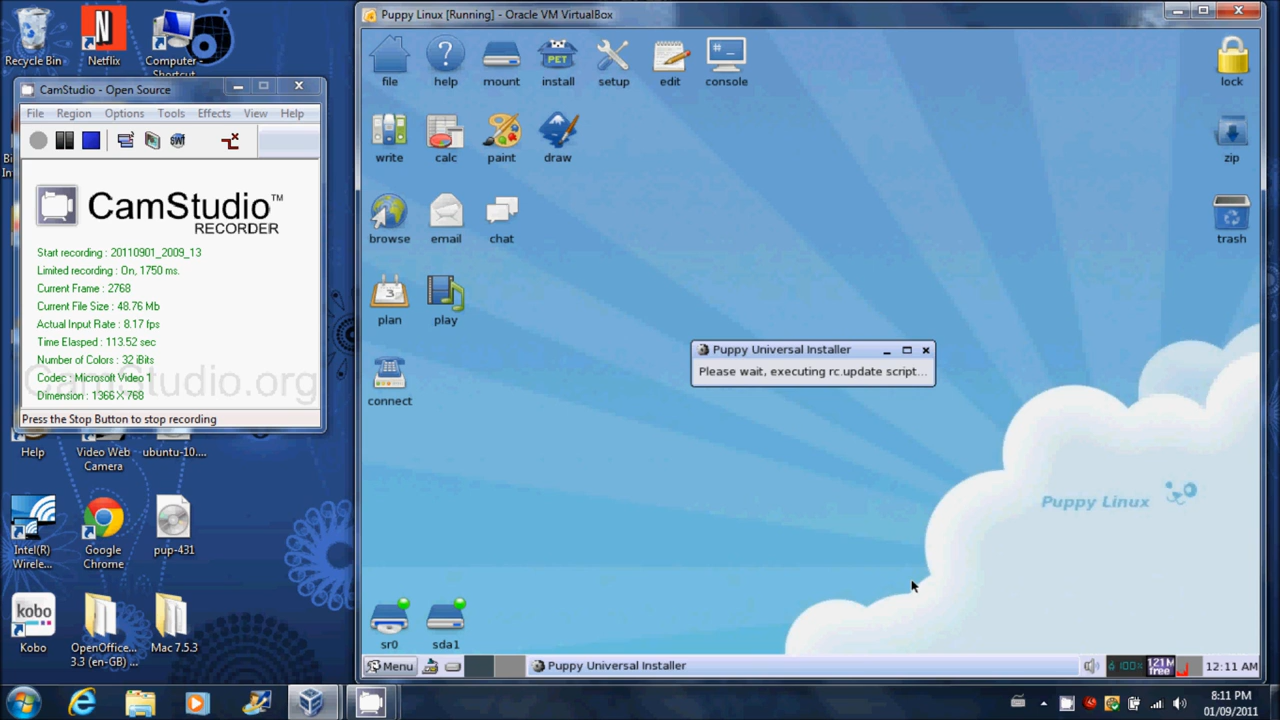 Recycle Bin
Netflix
Computer - Shortcut
CamStudio - Open Source
File Region Options Tools Effects View Help
CamStudio™
RECORDER
Start recording : 20110901_2009_13
Limited recording : On, 1750 ms.
Current Frame : 2768
Current File Size : 48.76 Mb
Actual Input Rate : 8.17 fps
Time Elasped : 113.52 sec
Number of Colors : 32 iBits
Codec : Microsoft Video 1
Dimension : 1366 X 768
CamStudio.org
Press the Stop Button to stop recording
Help
Video Web Camera
ubuntu-10....
Intel(R) Wirele...
Google Chrome
pup-431
kobo
Kobo
OpenOffice... 3.3 (en-GB) ...
Mac 7.5.3
Puppy Linux [Running] - Oracle VM VirtualBox
file
help
mount
PET
install
setup
edit
console
lock
write
calc
paint
draw
zip
browse
email
chat
trash
3
plan
play
connect
Puppy Universal Installer
Please wait, executing rc.update script...
Puppy Linux
sr0
sda1
Menu
Puppy Universal Installer
100%
121M free
12:11 AM
8:11 PM
01/09/2011